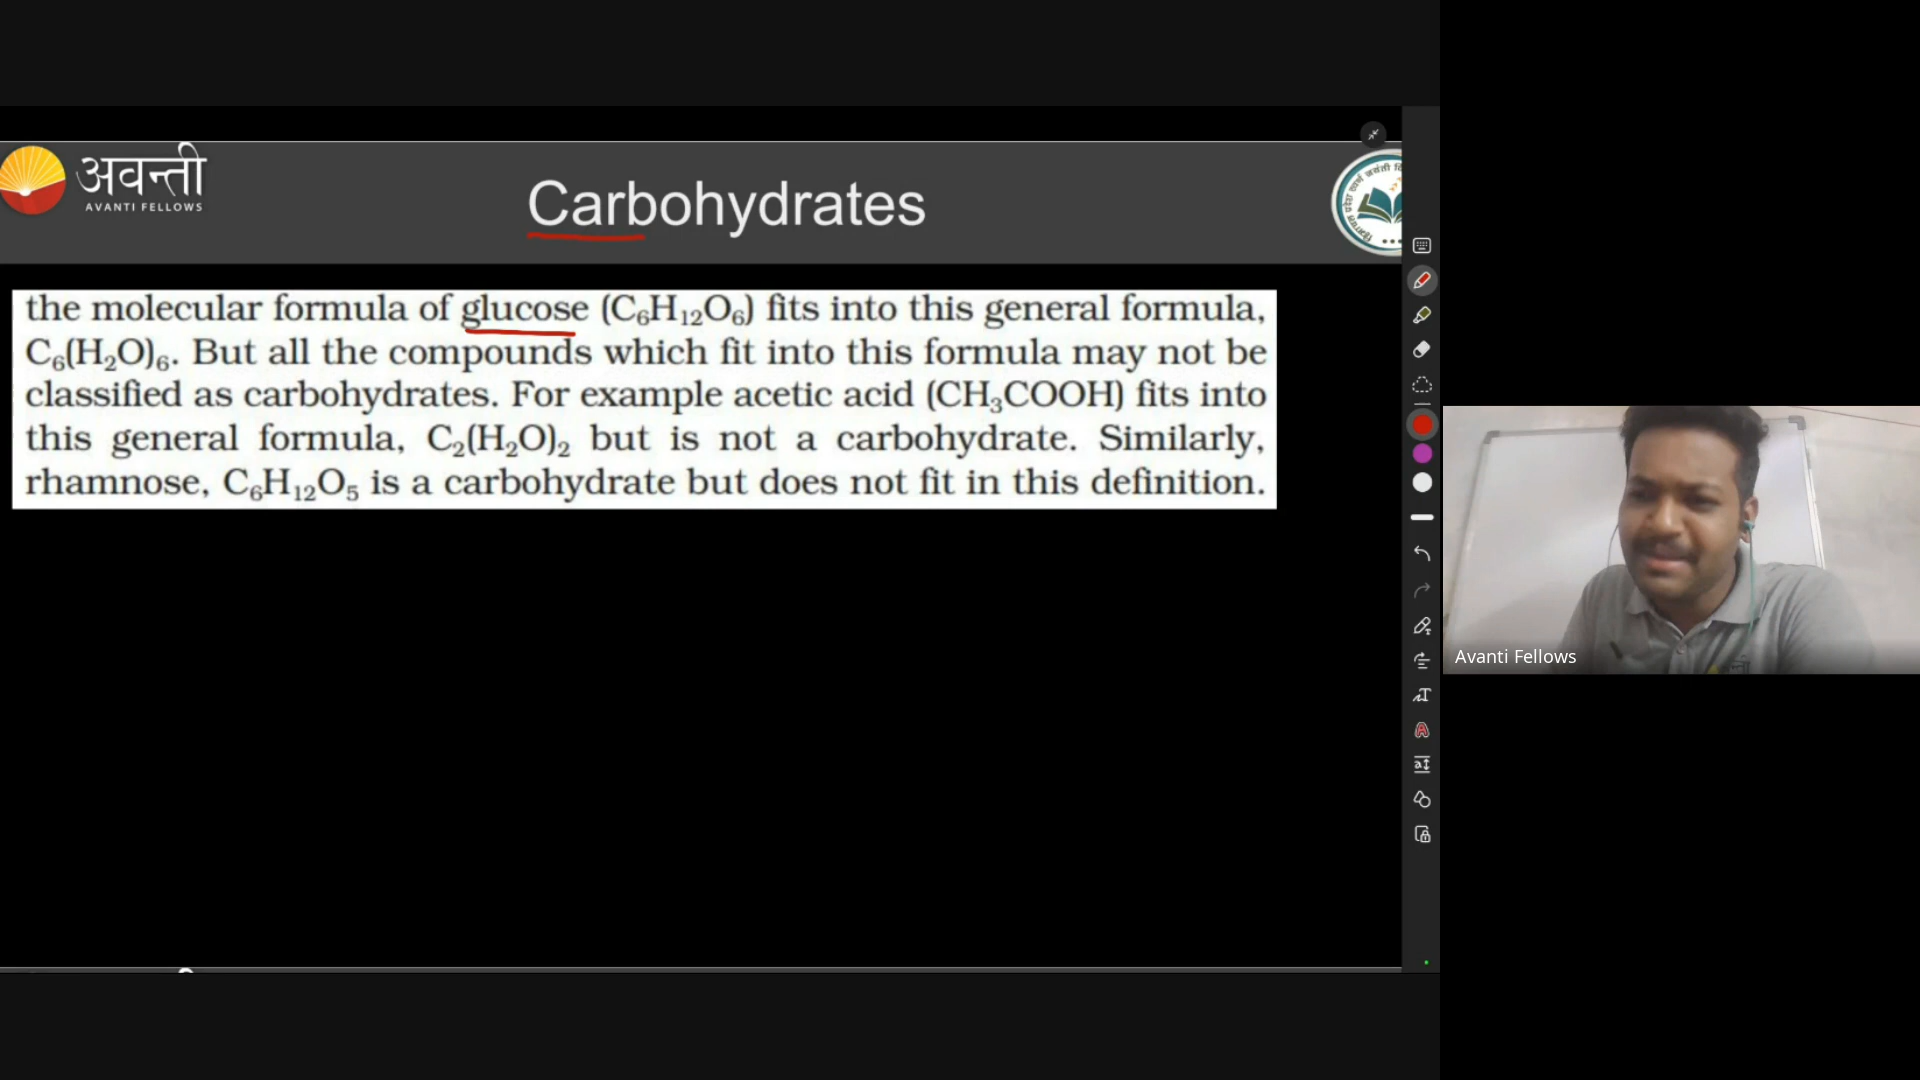 अवन्ती
AVANTI FELLOWS
Carbohydrates
the molecular formula of glucose (C₆H₁₂O₆) fits into this general formula,
C₆(H₂O)₆. But all the compounds which fit into this formula may not be
classified as carbohydrates. For example acetic acid (CH₃COOH) fits into
this general formula, C₂(H₂O)₂ but is not a carbohydrate. Similarly,
rhamnose, C₆H₁₂O₅ is a carbohydrate but does not fit in this definition.
Avanti Fellows